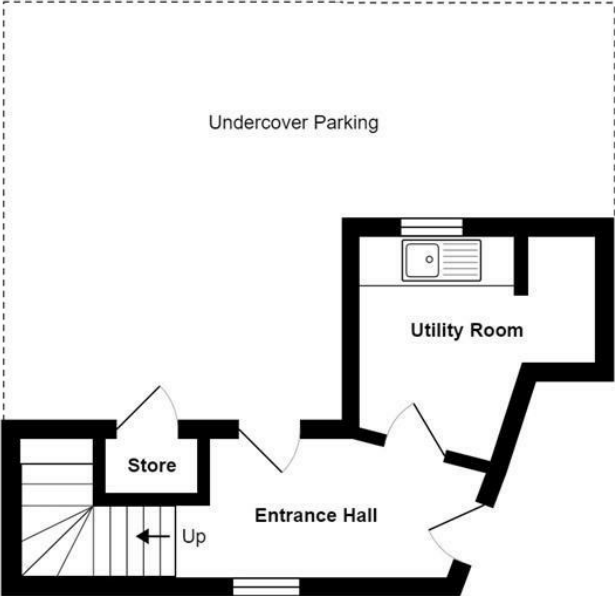 Undercover Parking
Utility Room
Store
Entrance Hall
Up